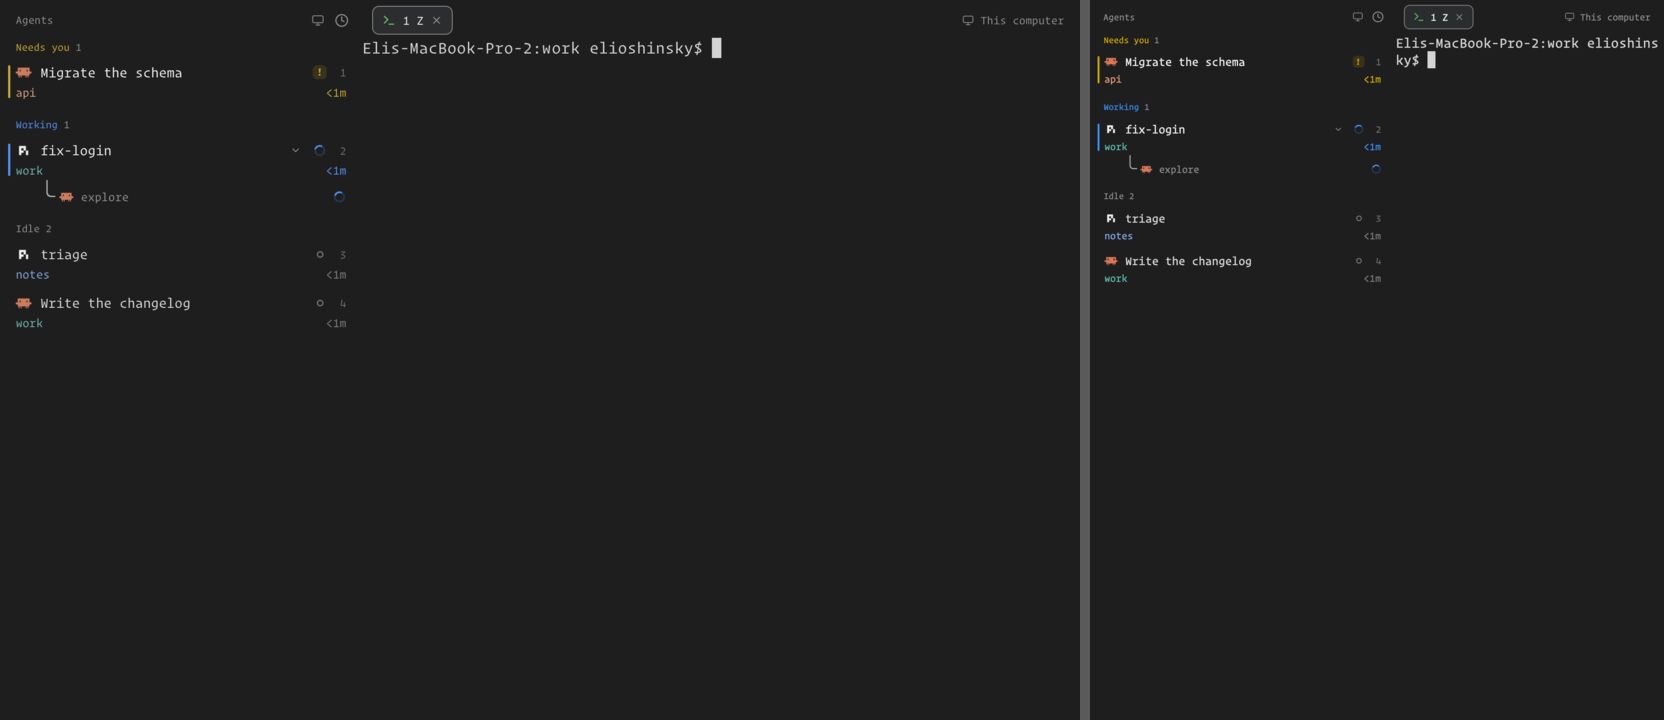 Agents
>_ 1 Z ×
This computer
Elis-MacBook-Pro-2:work elioshinsky$
Needs you 1
Migrate the schema ! 1
api <1m
Working 1
fix-login 2
work <1m
explore
Idle 2
triage 3
notes <1m
Write the changelog 4
work <1m
Agents
>_ 1 Z ×
This computer
Elis-MacBook-Pro-2:work elioshins
ky$
Needs you 1
Migrate the schema ! 1
api <1m
Working 1
fix-login 2
work <1m
explore
Idle 2
triage 3
notes <1m
Write the changelog 4
work <1m